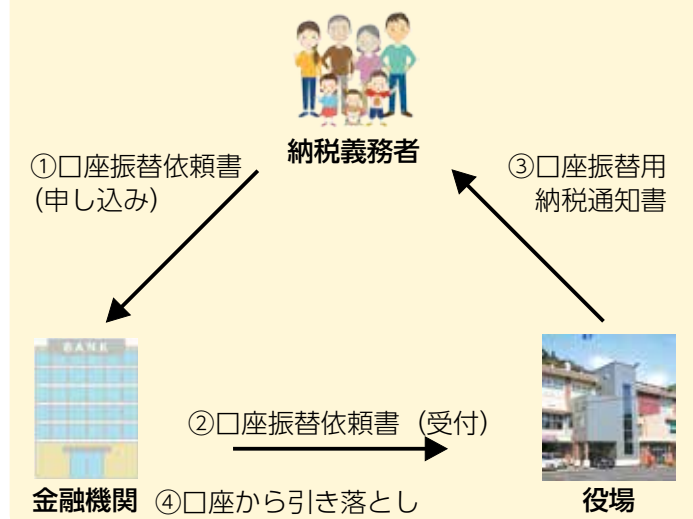 納税義務者
①口座振替依頼書
(申し込み)
③口座振替用
納税通知書
BANK
②口座振替依頼書（受付）
金融機関
④口座から引き落とし
役場